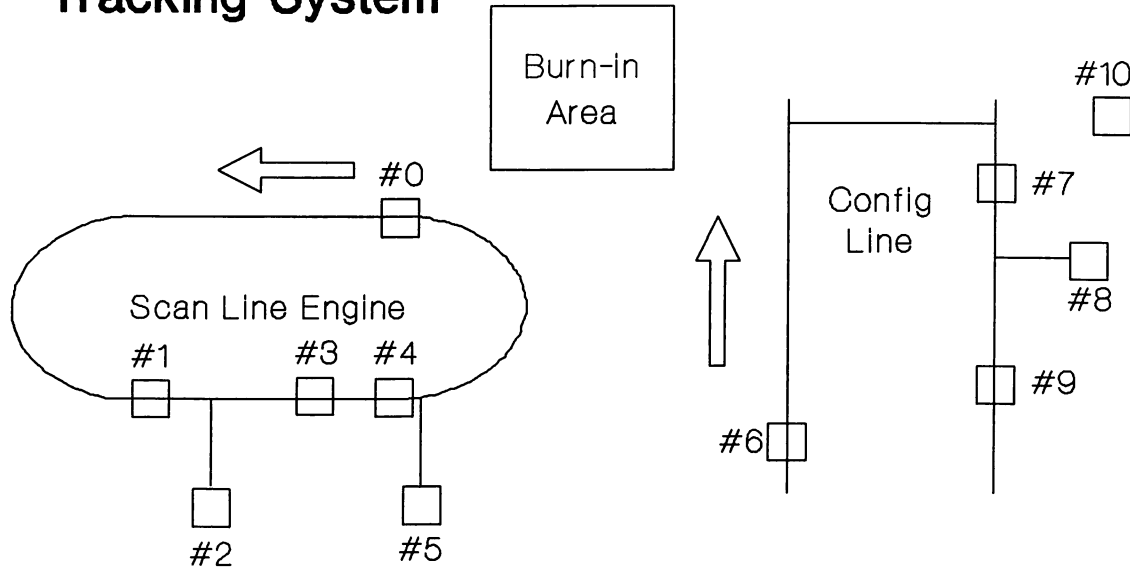 Tracking System
Burn-in
Area
#10
#0
#7
Config
Line
Scan Line Engine
#8
#1
#3
#4
#9
#6
#2
#5